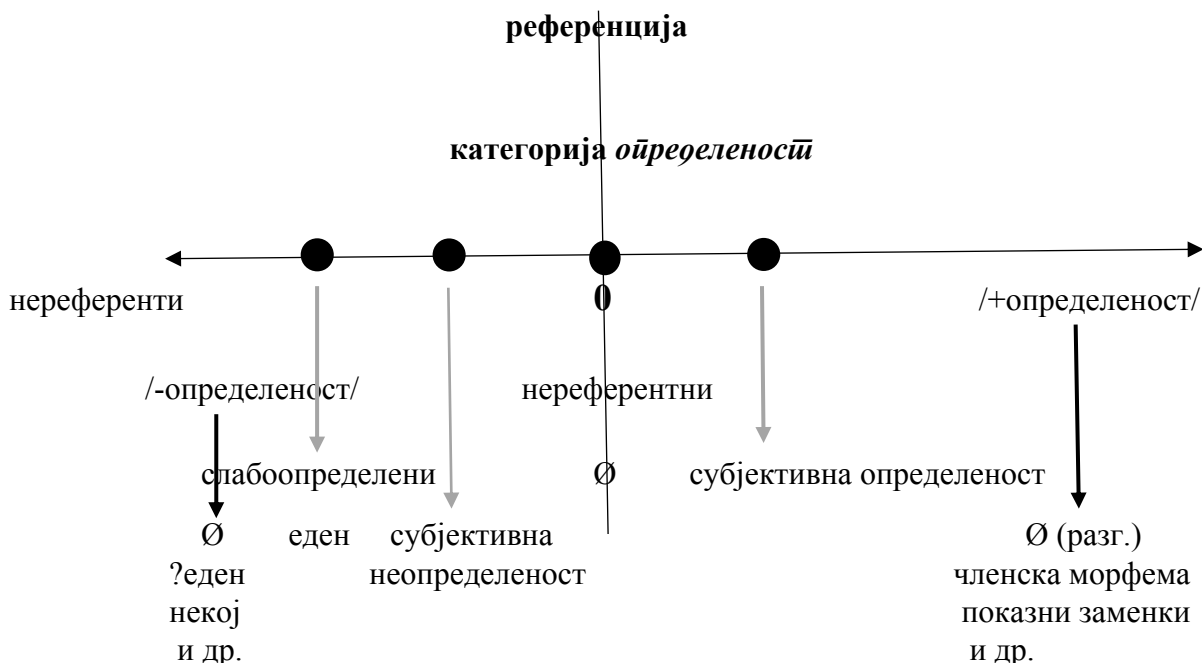 референција
категорија определеност
0
нереференти /+определеност/
/-определеност/ нереферентни
слабоопределени Ø субјективна определеност
Ø еден субјективна Ø (разг.)
?еден неопределеност членска морфема
некој показни заменки
и др. и др.